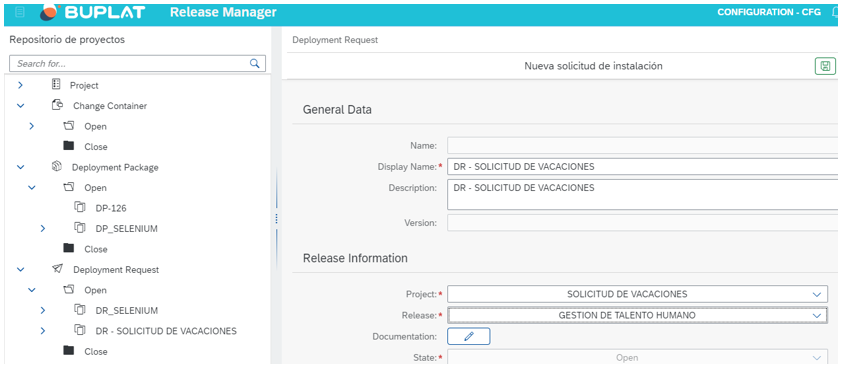 BUPLAT
Release Manager
CONFIGURATION - CFG
Repositorio de proyectos
Search for...
Project
Change Container
Open
Close
Deployment Package
Open
DP-126
DP_SELENIUM
Close
Deployment Request
Open
DR_SELENIUM
DR - SOLICITUD DE VACACIONES
Close
Deployment Request
Nueva solicitud de instalación
General Data
Name:
Display Name:* DR - SOLICITUD DE VACACIONES
Description: DR - SOLICITUD DE VACACIONES
Version:
Release Information
Project:* SOLICITUD DE VACACIONES
Release:* GESTION DE TALENTO HUMANO
Documentation:
State:* Open